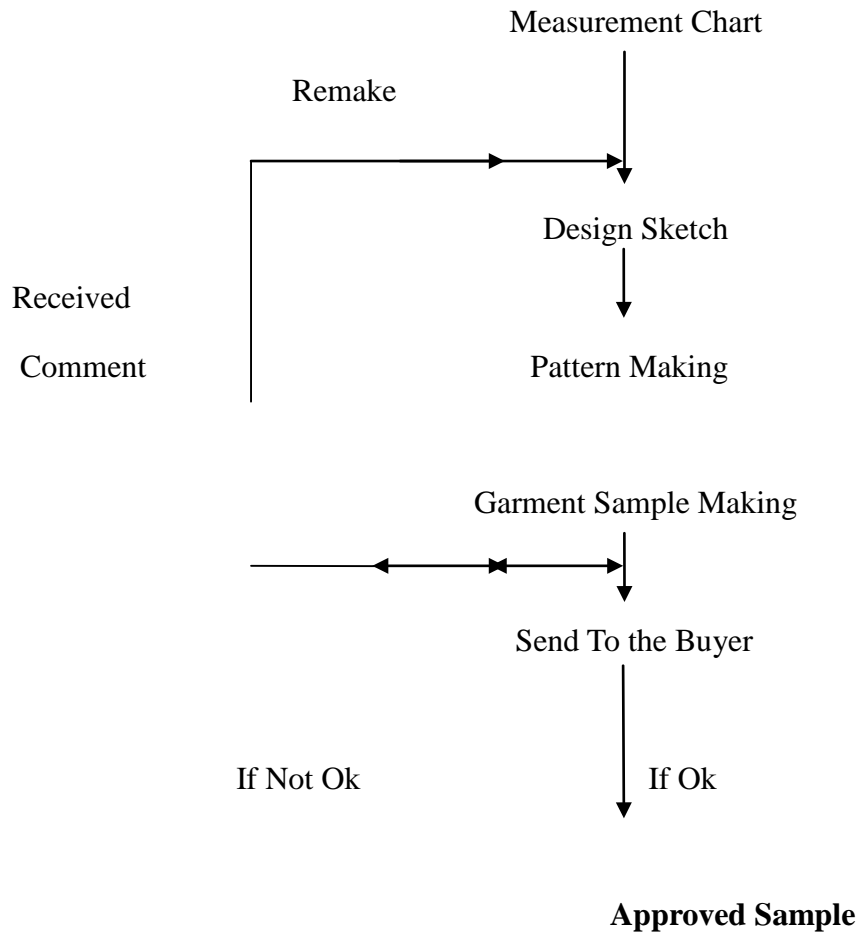 Measurement Chart
Remake
Design Sketch
Received
Comment
Pattern Making
Garment Sample Making
Send To the Buyer
If Not Ok
If Ok
Approved Sample